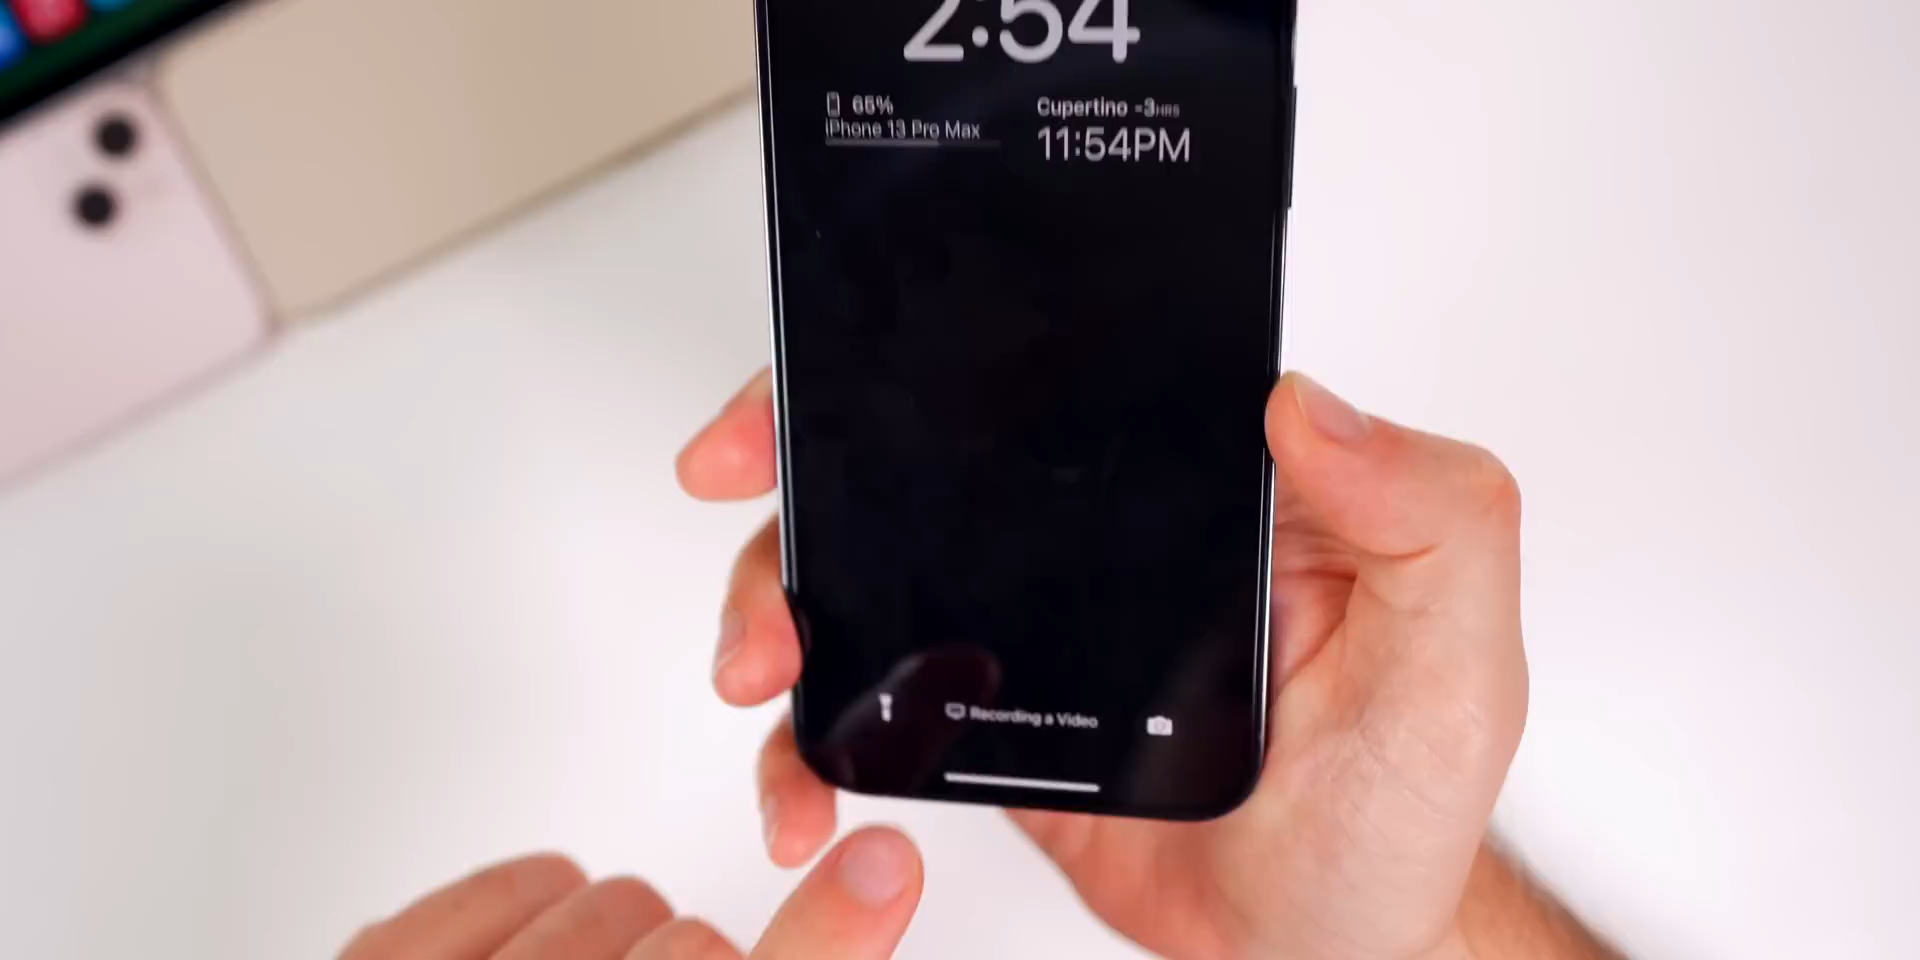 2:54
65%
iPhone 13 Pro Max
Cupertino -3HRS
11:54PM
Recording a Video